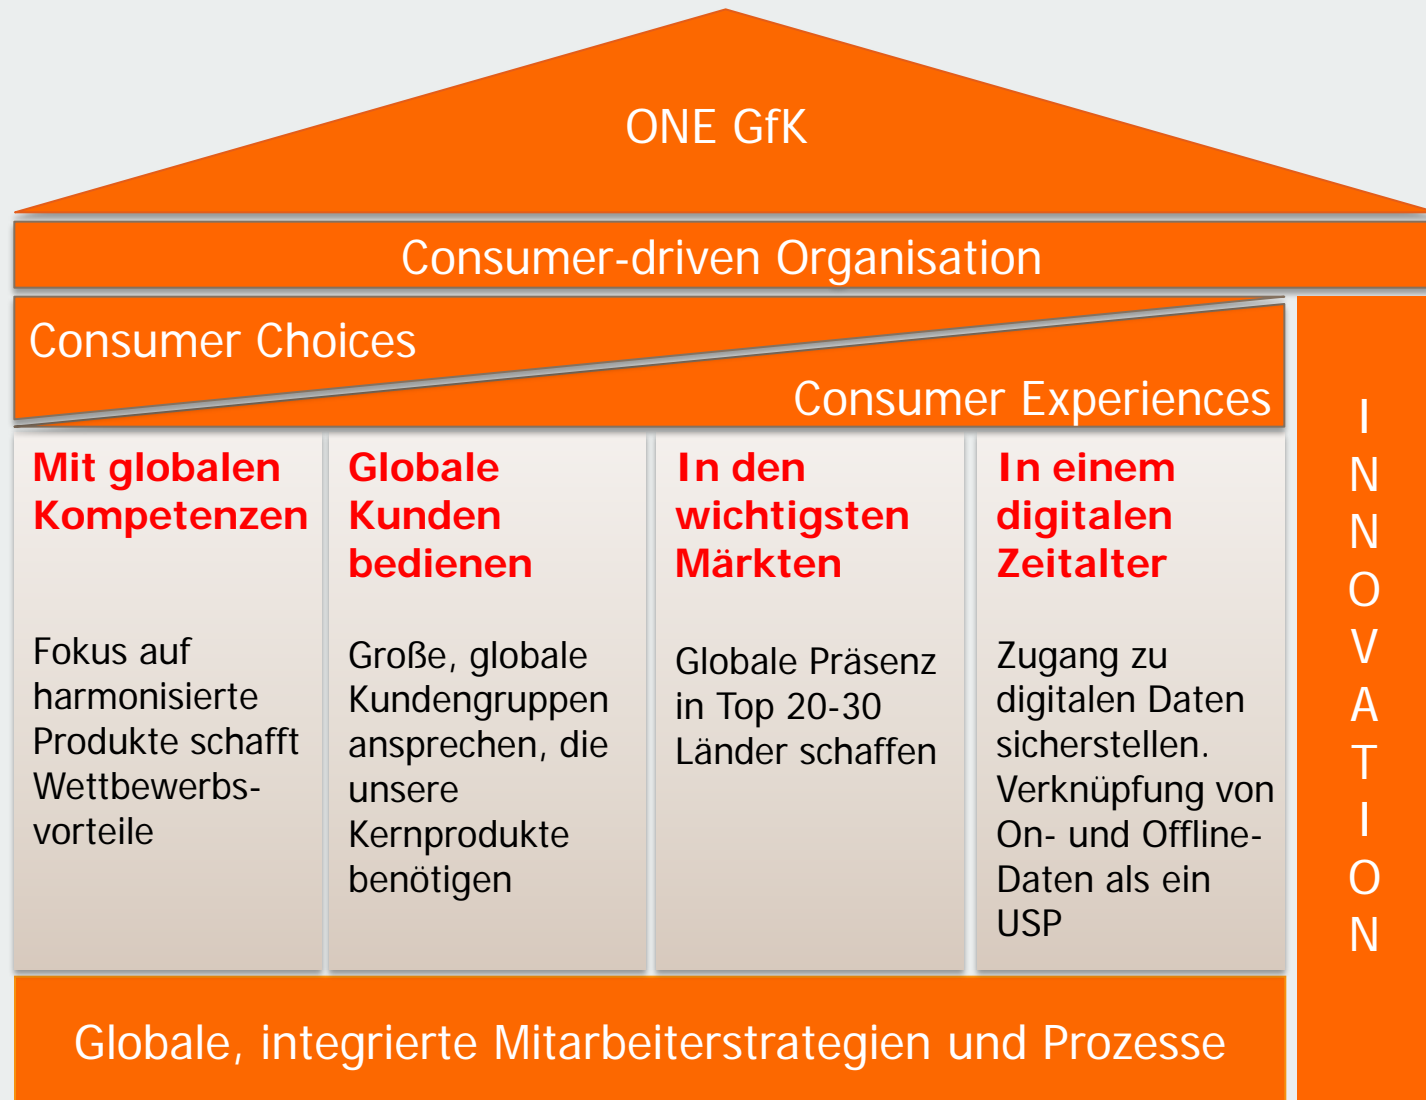 ONE GfK
Consumer-driven Organisation
Consumer Choices
Consumer Experiences
Mit globalen
Kompetenzen
Fokus auf
harmonisierte
Produkte schafft
Wettbewerbs-
vorteile
Globale
Kunden
bedienen
Große, globale
Kundengruppen
ansprechen, die
unsere
Kernprodukte
benötigen
In den
wichtigsten
Märkten
Globale Präsenz
in Top 20-30
Länder schaffen
In einem
digitalen
Zeitalter
Zugang zu
digitalen Daten
sicherstellen.
Verknüpfung von
On- und Offline-
Daten als ein
USP
I
N
N
O
V
A
T
I
O
N
Globale, integrierte Mitarbeiterstrategien und Prozesse